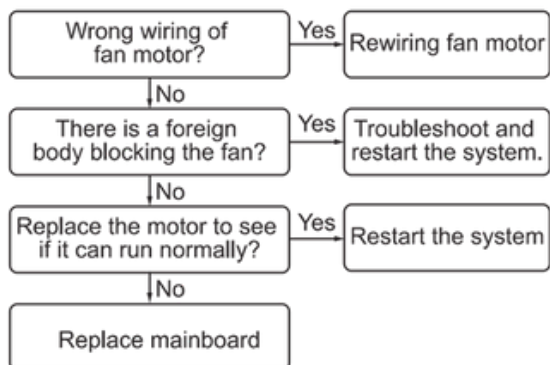 Wrong wiring of
fan motor?
Yes
Rewiring fan motor
No
There is a foreign
body blocking the fan?
Yes
Troubleshoot and
restart the system.
No
Replace the motor to see
if it can run normally?
Yes
Restart the system
No
Replace mainboard